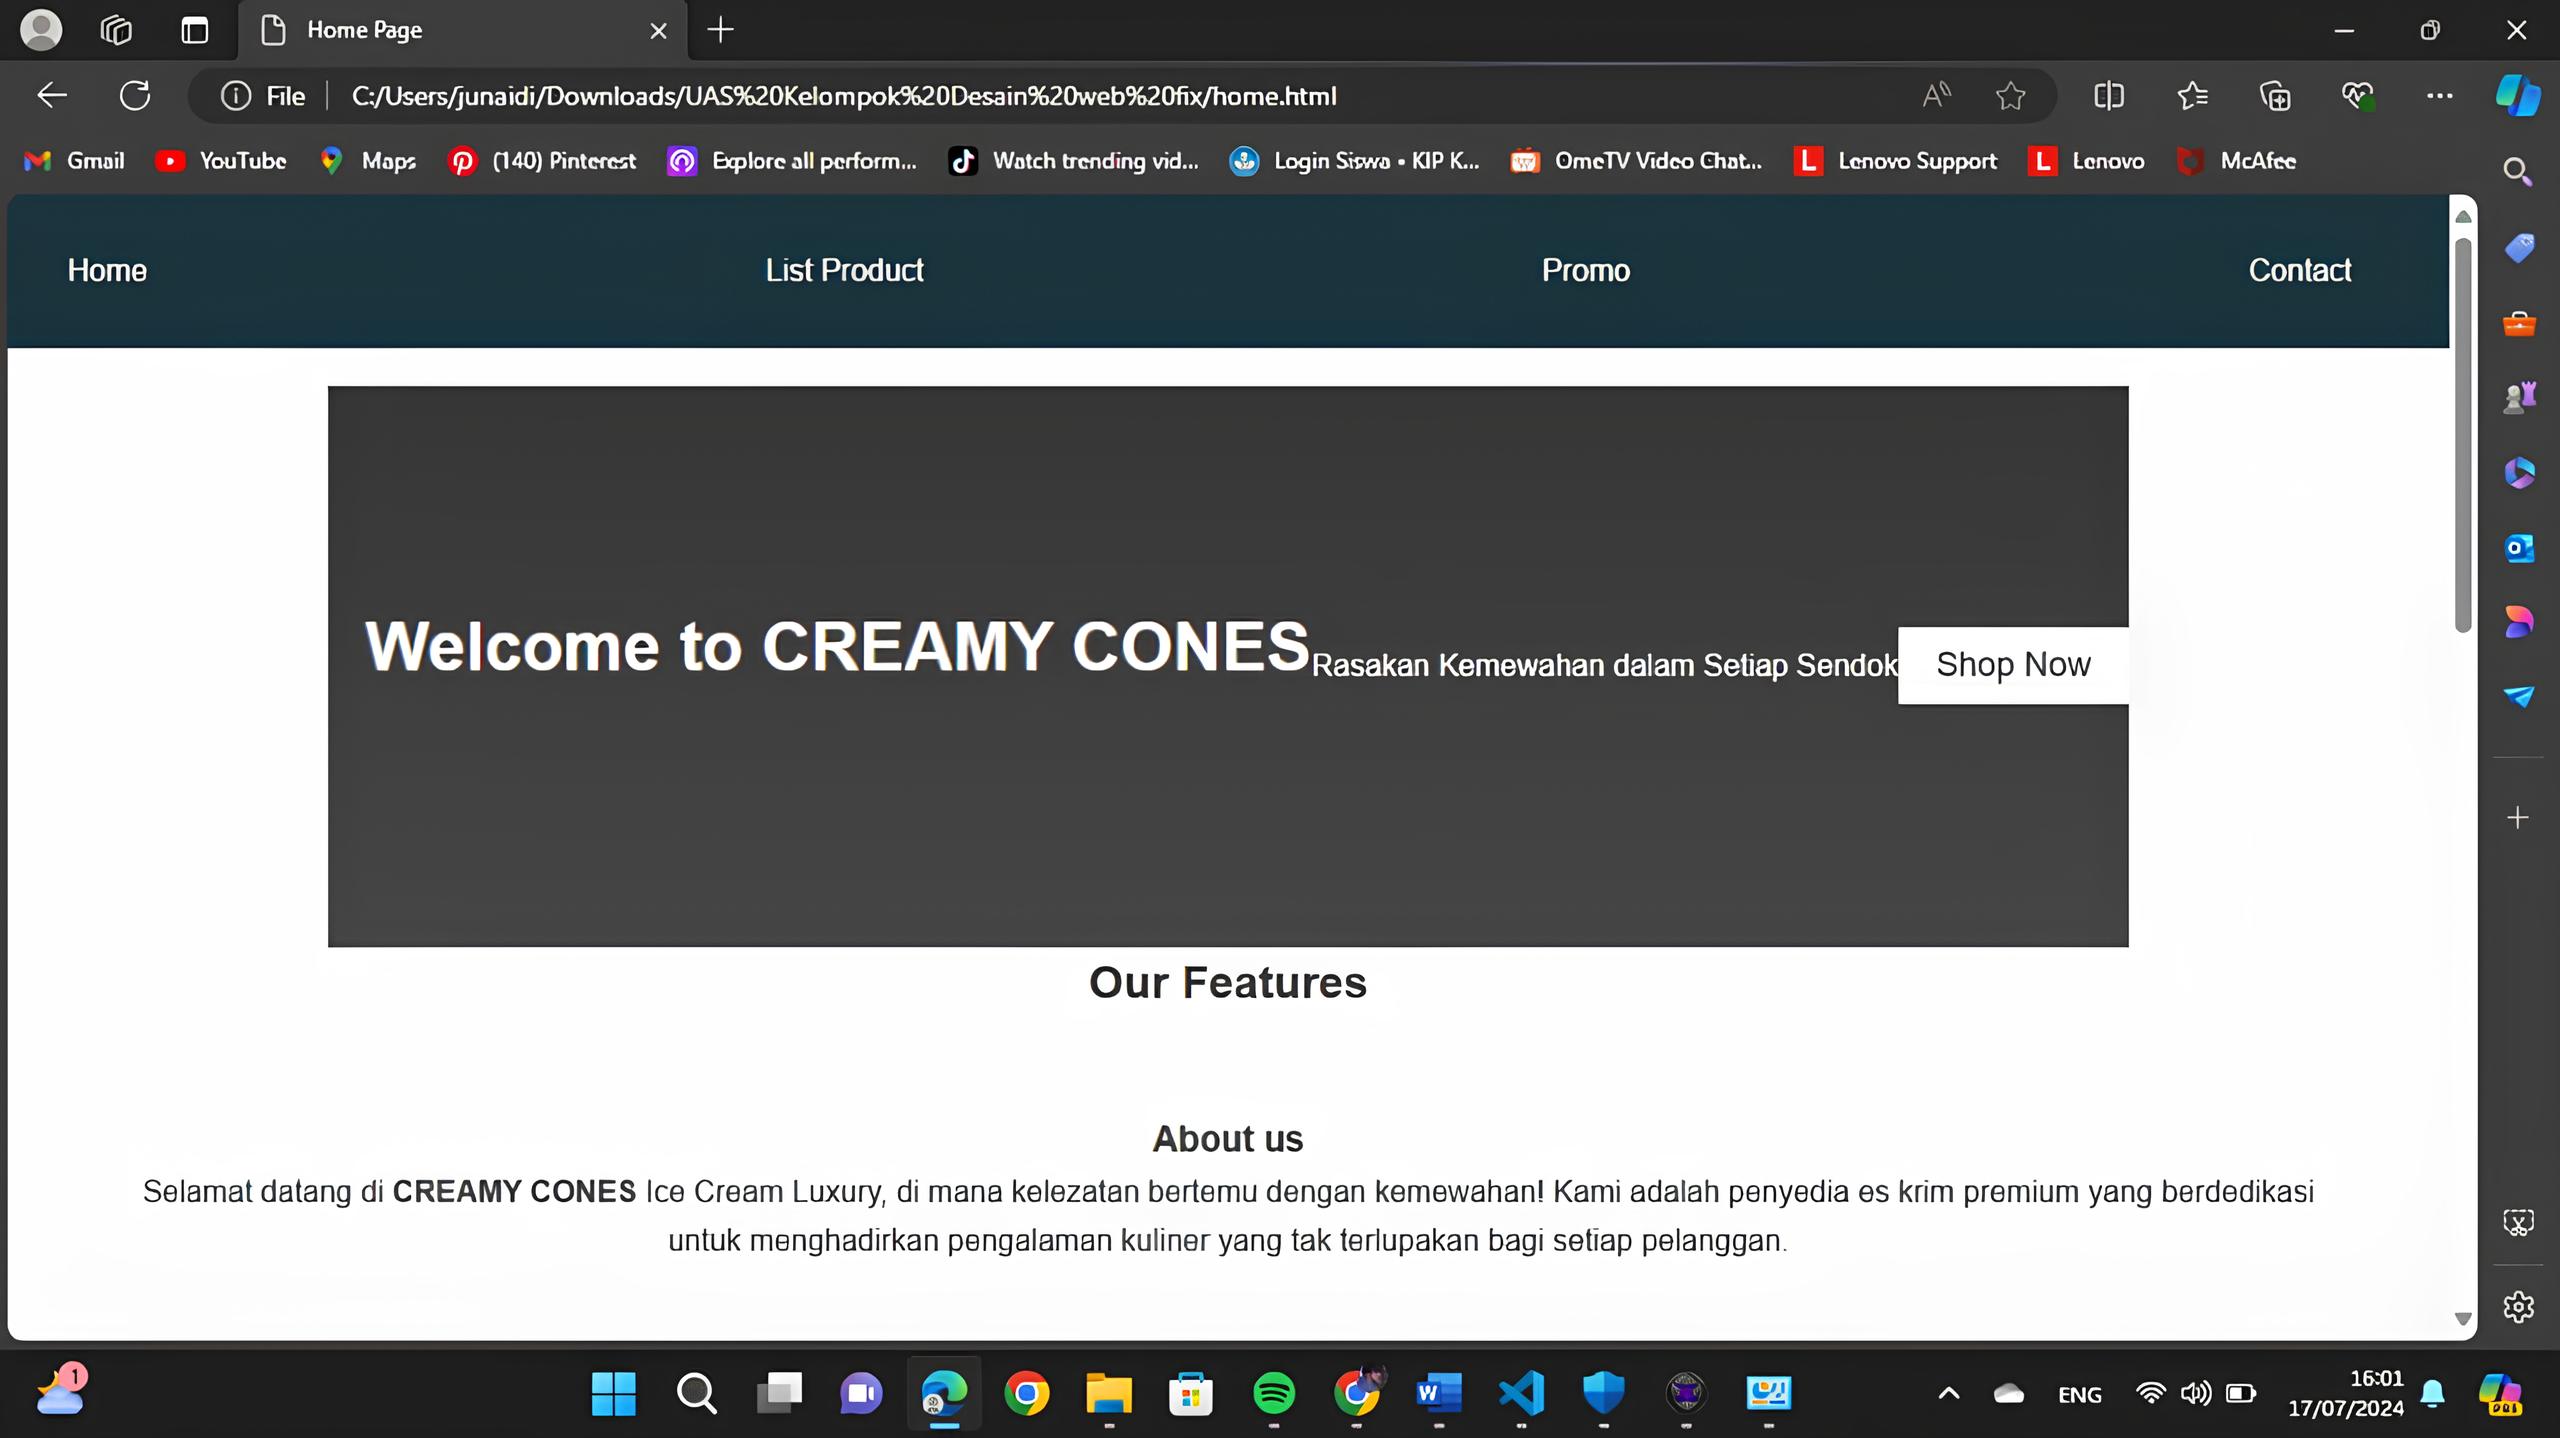 Home Page
File
C:/Users/junaidi/Downloads/UAS%20Kelompok%20Desain%20web%20fix/home.html
Gmail YouTube Maps (140) Pinterest Explore all perform... Watch trending vid... Login Siswa • KIP K... OmeTV Video Chat... Lenovo Support Lenovo McAfee
Home List Product Promo Contact
Welcome to CREAMY CONES Rasakan Kemewahan dalam Setiap Sendok Shop Now
Our Features
About us
Selamat datang di CREAMY CONES Ice Cream Luxury, di mana kelezatan bertemu dengan kemewahan! Kami adalah penyedia es krim premium yang berdedikasi
untuk menghadirkan pengalaman kuliner yang tak terlupakan bagi setiap pelanggan.
1
ENG
16:01
17/07/2024